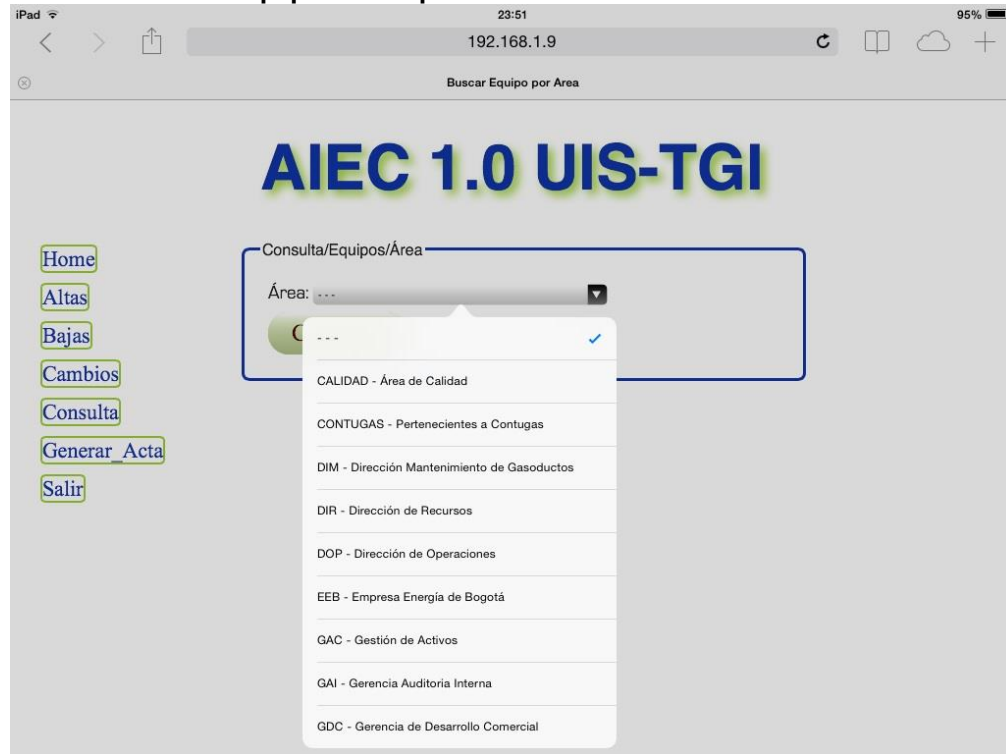 iPad 23:51 95%
192.168.1.9
Buscar Equipo por Area
AIEC 1.0 UIS-TGI
Home
Altas
Bajas
Cambios
Consulta
Generar_Acta
Salir
Consulta/Equipos/Área
Área: ---
C
---
CALIDAD - Área de Calidad
CONTUGAS - Pertenecientes a Contugas
DIM - Dirección Mantenimiento de Gasoductos
DIR - Dirección de Recursos
DOP - Dirección de Operaciones
EEB - Empresa Energía de Bogotá
GAC - Gestión de Activos
GAI - Gerencia Auditoria Interna
GDC - Gerencia de Desarrollo Comercial